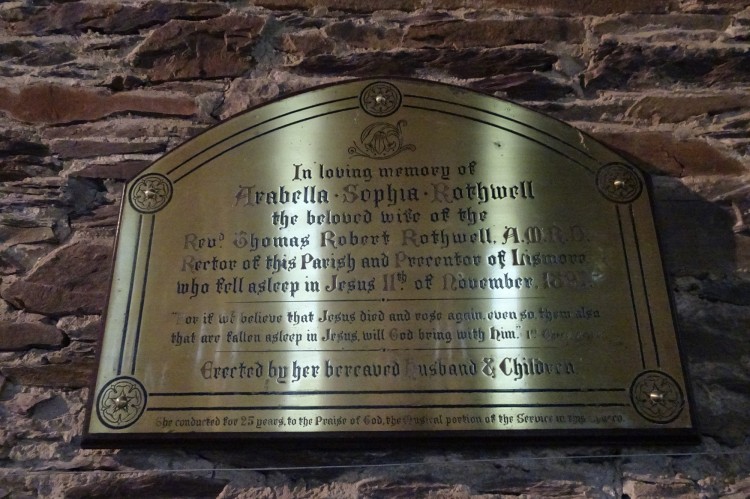 In loving memory of
Arabella · Sophia · Rothwell
the beloved wife of the
Revd. Thomas Robert Rothwell, A.M.
Rector of this Parish and Precentor of Lismore
who fell asleep in Jesus 11th of November,
For if we believe that Jesus died and rose again, even so, them also
that are fallen asleep in Jesus, will God bring with Him."
Erected by her bereaved Husband & Children.
She conducted for 25 years, to the Praise of God, the Musical portion of the Service in this